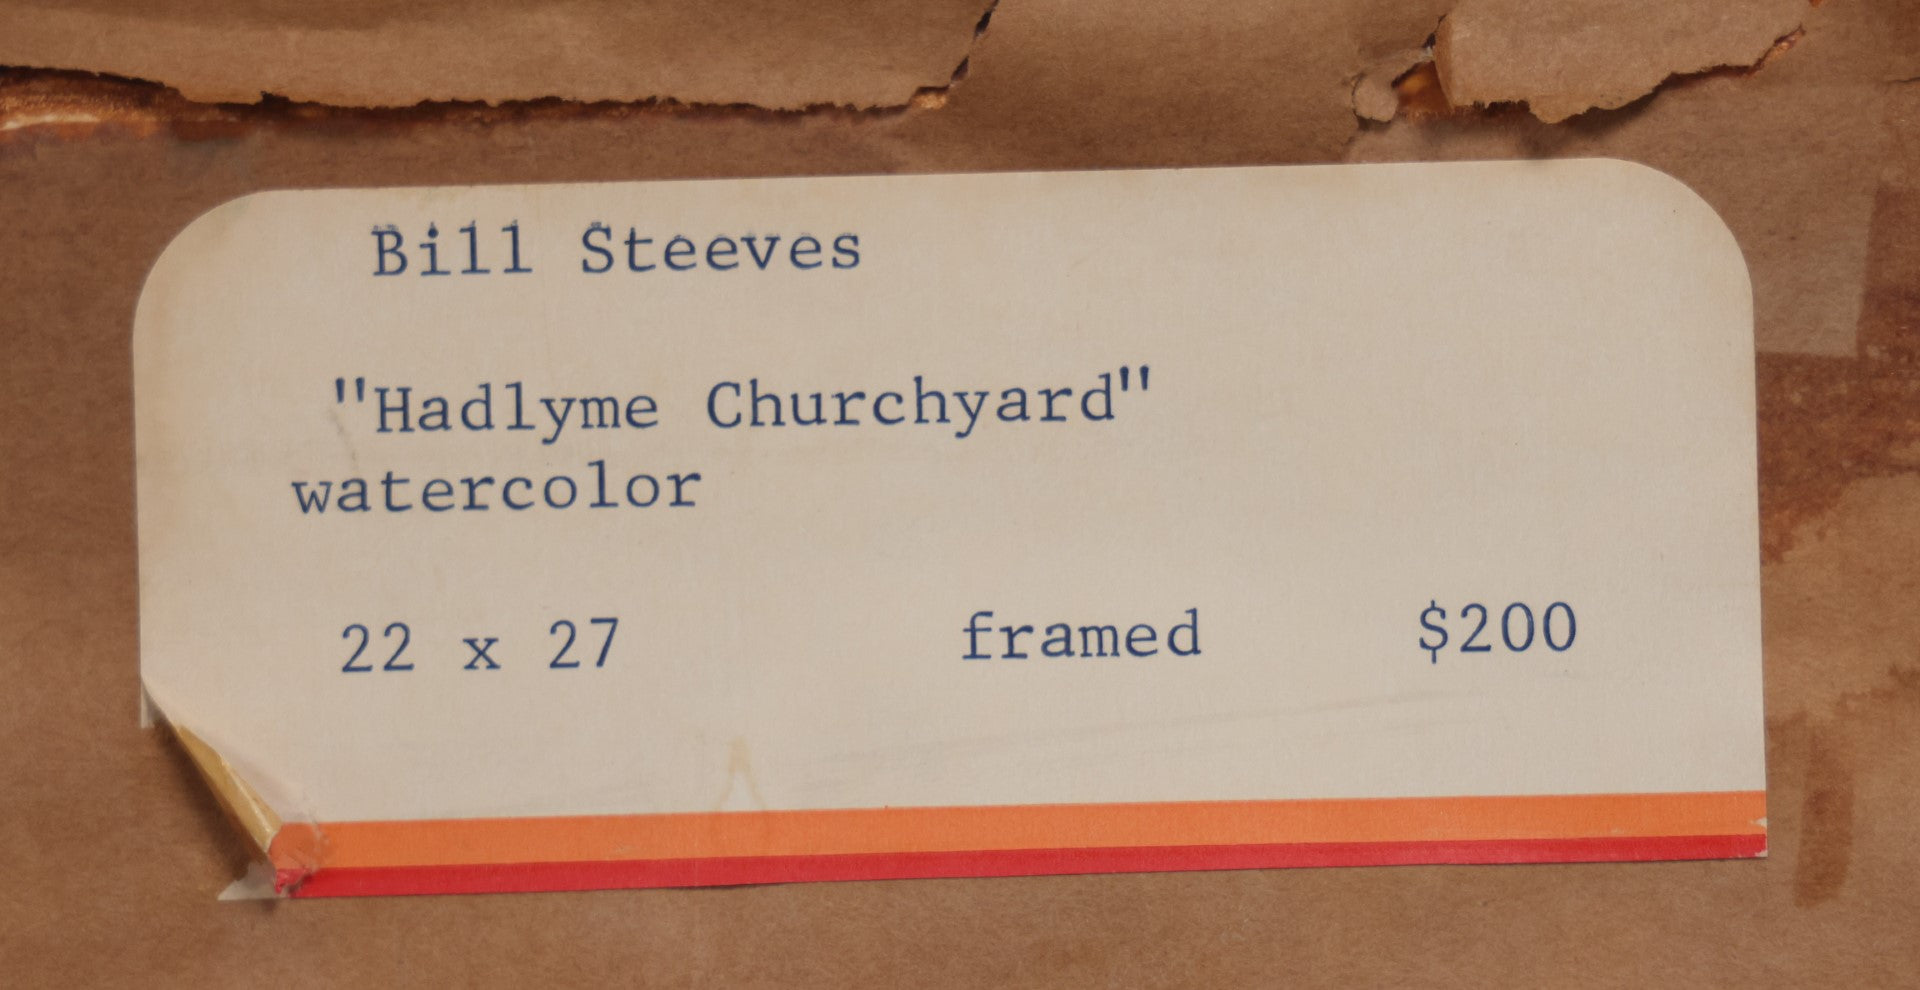 Bill Steeves
"Hadlyme Churchyard"
watercolor
22 x 27 framed $200